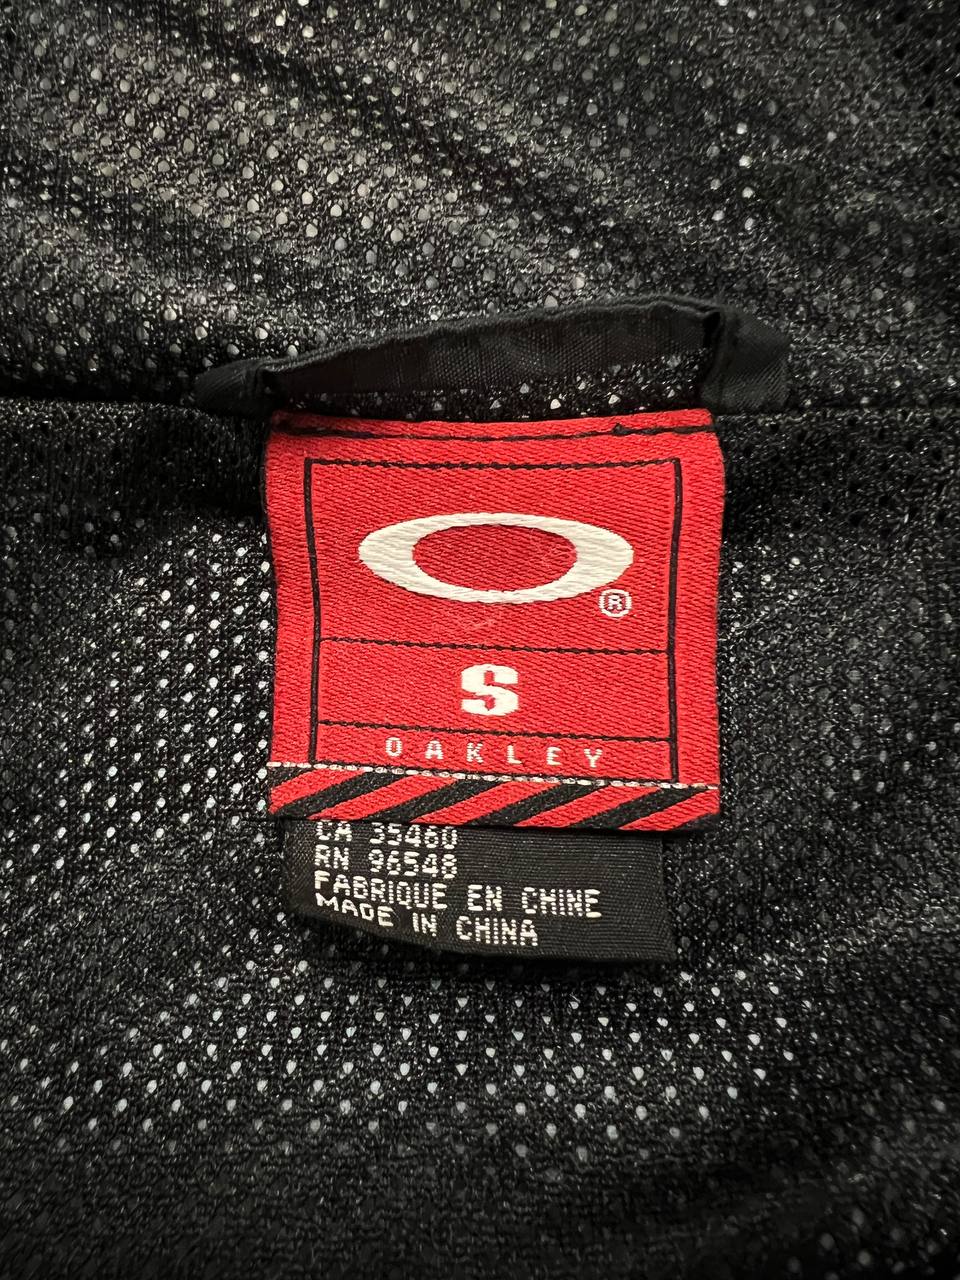 ®
S
OAKLEY
CA 35460
RN 96548
FABRIQUE EN CHINE
MADE IN CHINA